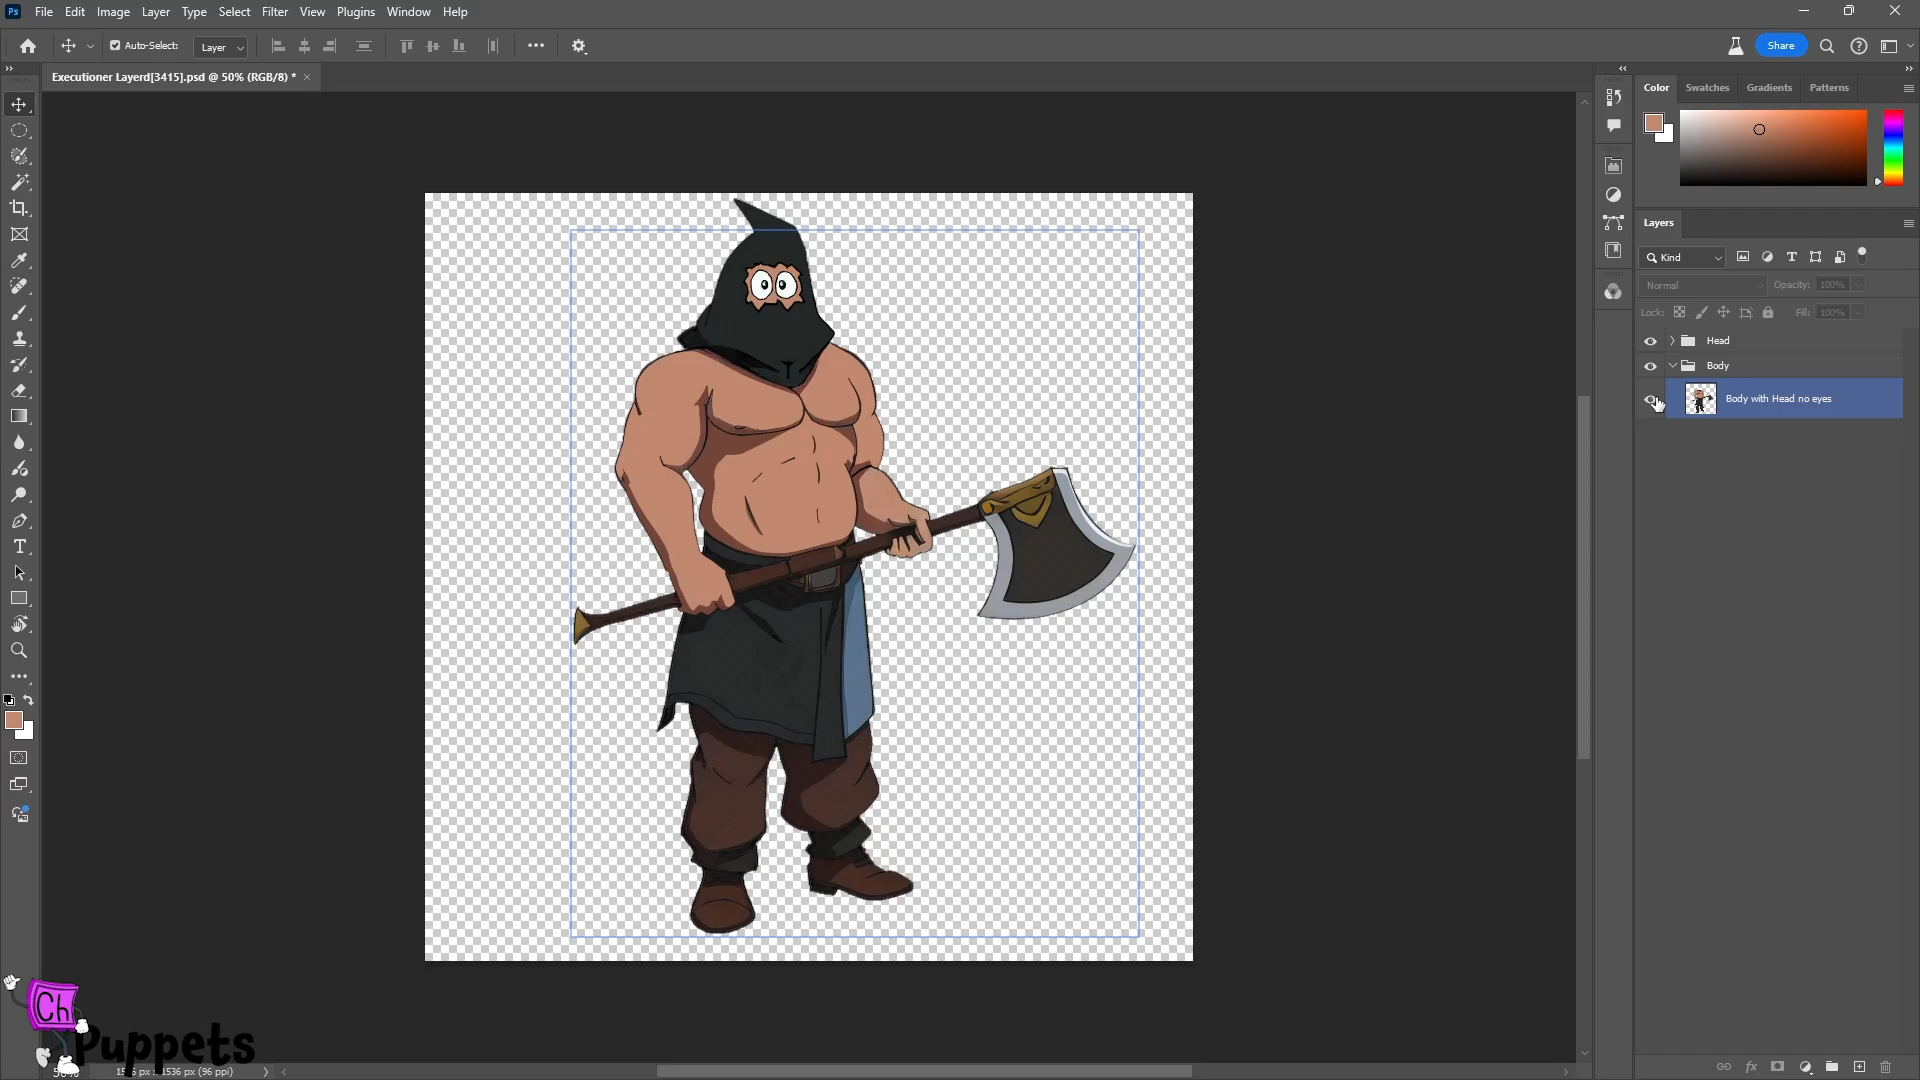 Ps File Edit Image Layer Type Select Filter View Plugins Window Help
Auto-Select: Layer
Share
Executioner Layerd[3415].psd @ 50% (RGB/8) *
Color Swatches Gradients Patterns
Layers
Kind
Normal Opacity: 100%
Lock: Fill: 100%
Head
Body
Body with Head no eyes
Ch
Puppets
1536 px (96 ppi)